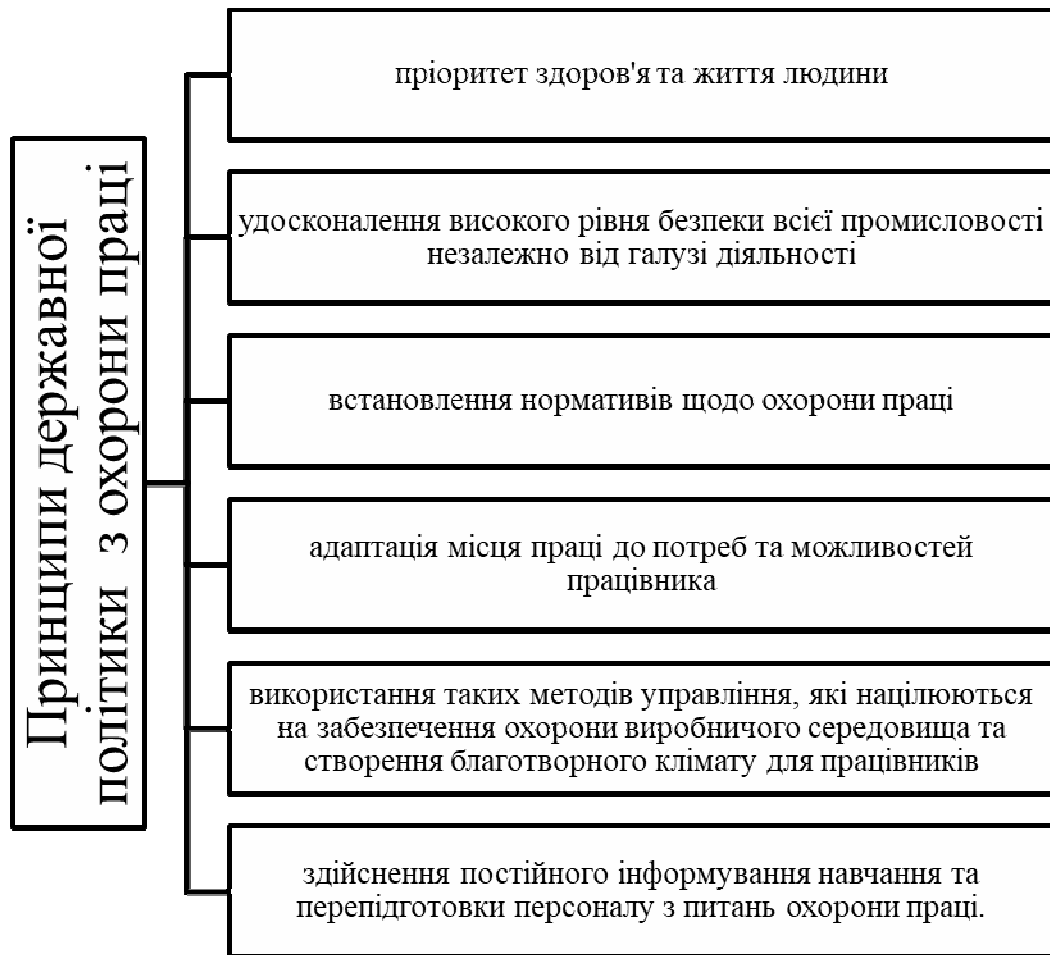 Принципи державної
політики з охорони праці
пріоритет здоров'я та життя людини
удосконалення високого рівня безпеки всієї промисловості
незалежно від галузі діяльності
встановлення нормативів щодо охорони праці
адаптація місця праці до потреб та можливостей
працівника
використання таких методів управління, які націлюються
на забезпечення охорони виробничого середовища та
створення благотворного клімату для працівників
здійснення постійного інформування навчання та
перепідготовки персоналу з питань охорони праці.